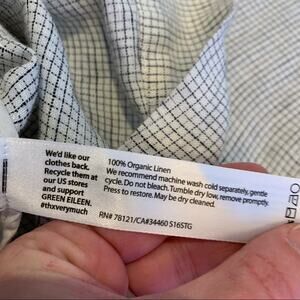 We'd like our
clothes back.
Recycle them at
our US stores
and support
GREEN EILEEN.
#thxverymuch
100% Organic Linen
We recommend machine wash cold separately, gentle
cycle. Do not bleach. Tumble dry low, remove promptly.
Press to restore. May be dry cleaned.
RN# 78121/CA#34460 S16STG